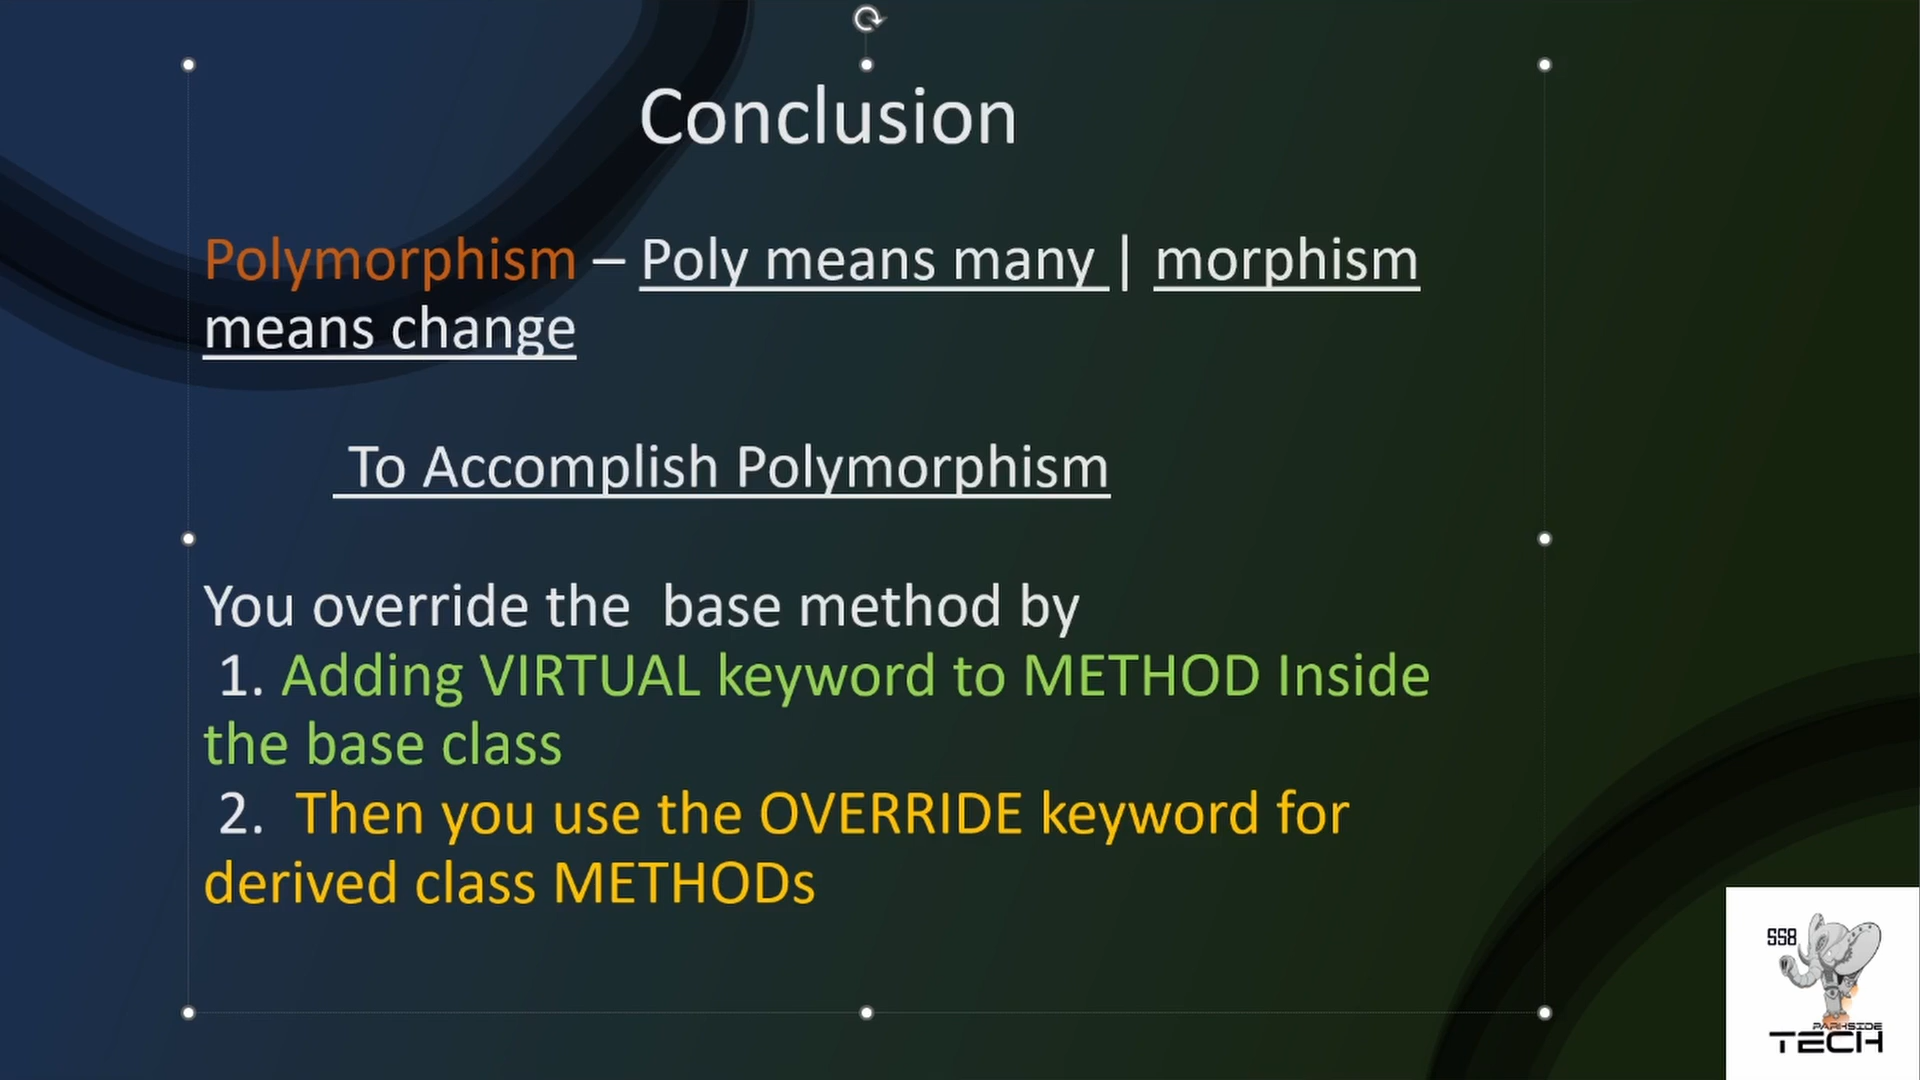 Conclusion
Polymorphism – Poly means many | morphism
means change
To Accomplish Polymorphism
You override the  base method by
1. Adding VIRTUAL keyword to METHOD Inside
the base class
2.  Then you use the OVERRIDE keyword for
derived class METHODs
SS8
PARKSIDE
TECH